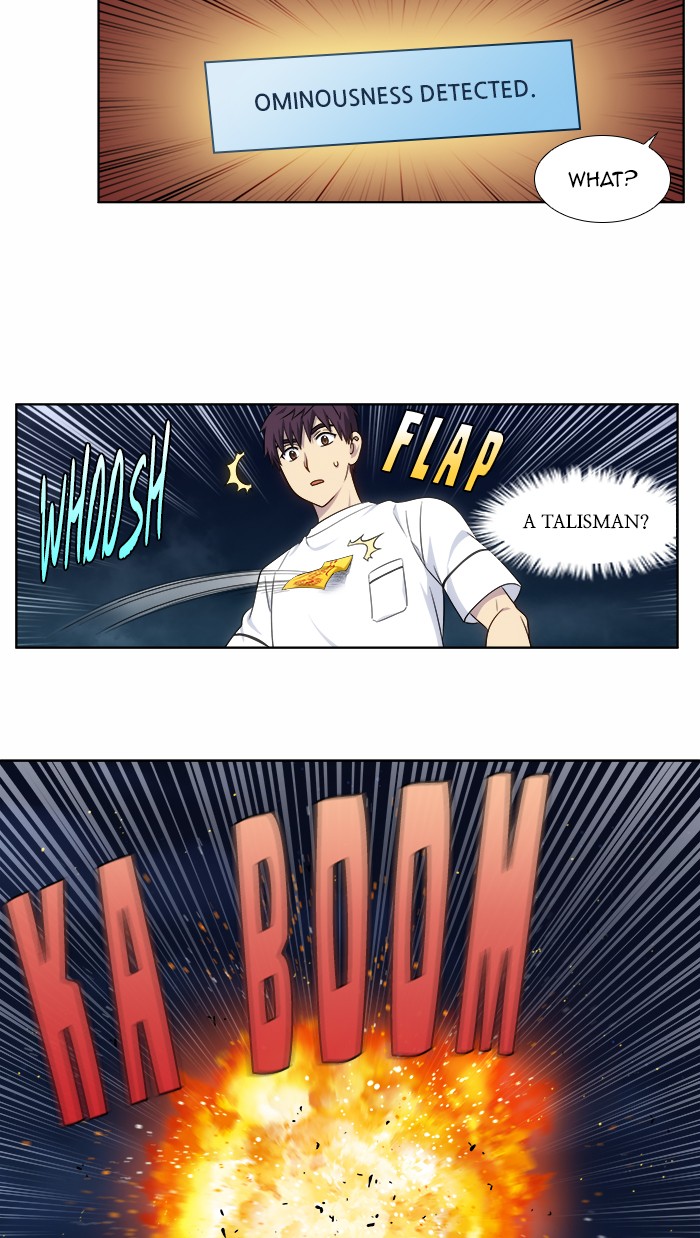 OMINOUSNESS DETECTED.
WHAT?
WHOOSH
FLAP
A TALISMAN?
KA BOOM